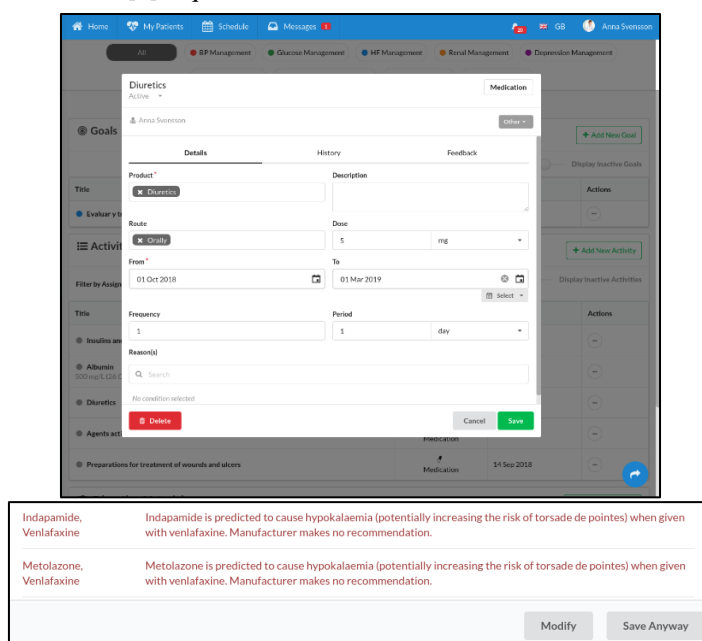 Home My Patients Schedule Messages 1 GB Anna Svensson
All BP Management Glucose Management HF Management Renal Management Depression Management
Diuretics Medication
Active
Anna Svensson Other
Goals + Add New Goal
Details History Feedback
Display Inactive Goals
Product* Description
Title Actions
x Diuretics
Evaluar y t
Route Dose
x Orally 5 mg
Activit + Add New Activity
From* To
01 Oct 2018 01 Mar 2019
Filter by Assign Display Inactive Activities
Select
Title Frequency Period Actions
1 1 day
Insulins an
Reason(s)
Albumin
Search
Diuretics
No condition selected
Delete Cancel Save
Agents act
Medication
Preparations for treatment of wounds and ulcers Medication 14 Sep 2018
Indapamide, Indapamide is predicted to cause hypokalaemia (potentially increasing the risk of torsade de pointes) when given
Venlafaxine with venlafaxine. Manufacturer makes no recommendation.
Metolazone, Metolazone is predicted to cause hypokalaemia (potentially increasing the risk of torsade de pointes) when given
Venlafaxine with venlafaxine. Manufacturer makes no recommendation.
Modify Save Anyway